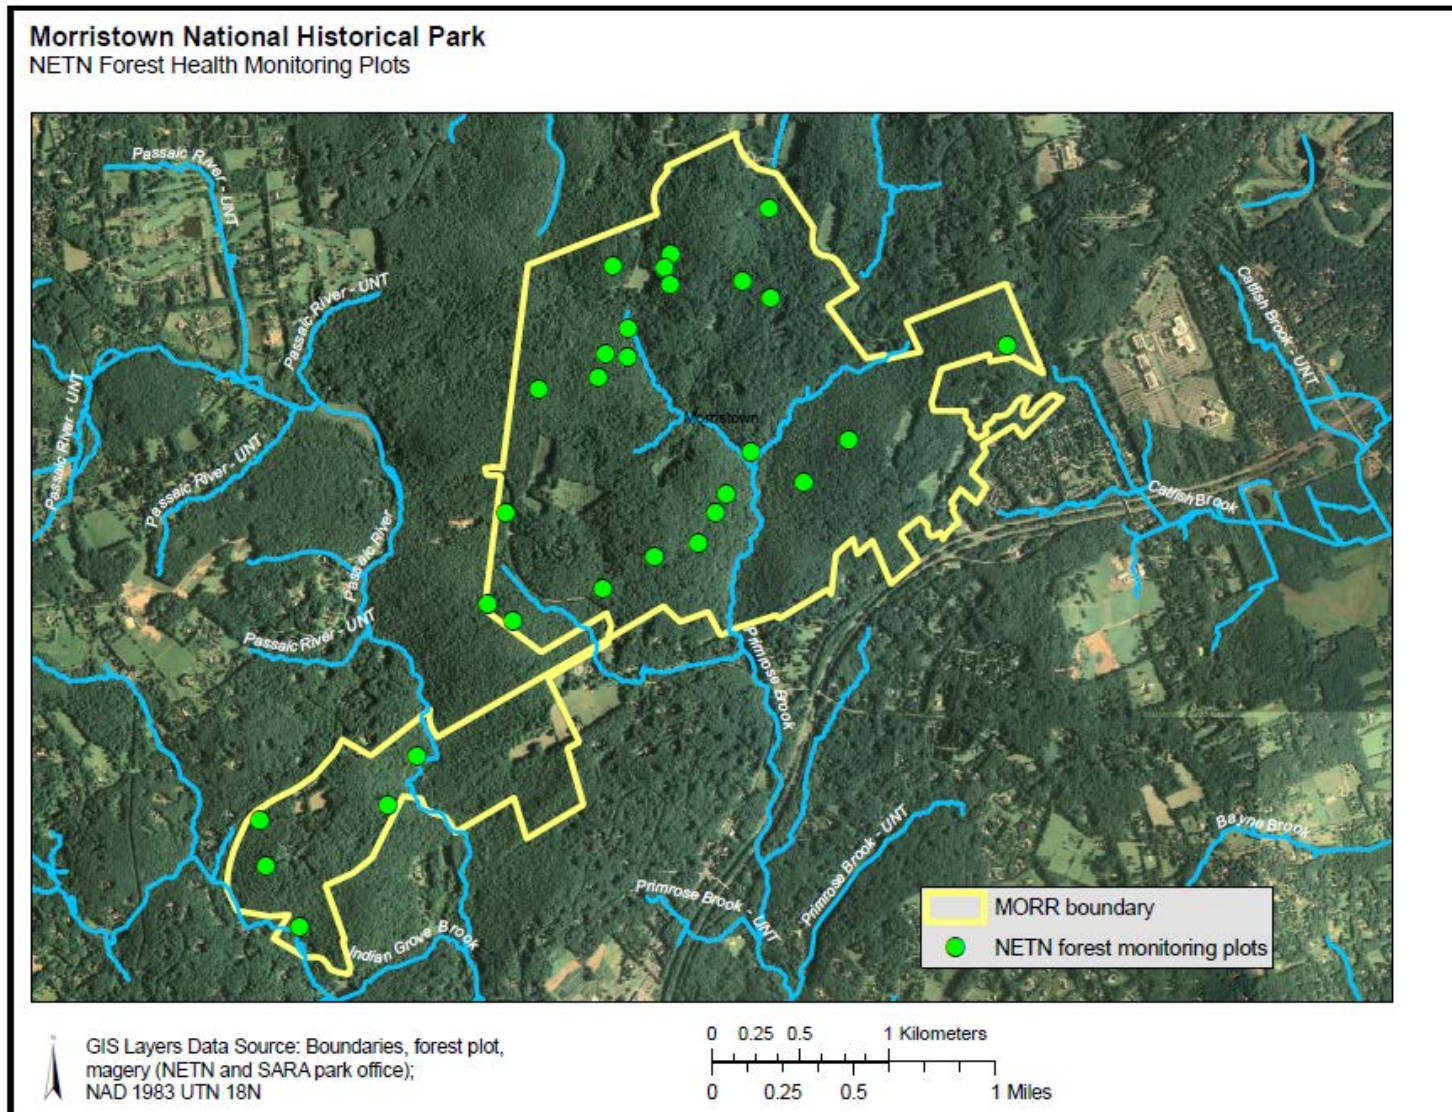 Morristown National Historical Park
NETN Forest Health Monitoring Plots
Passaic River - UNT
Passaic River - UNT
Catfish Brook - UNT
Passaic River - UNT
Passaic River - UNT
Morristown
Catfish Brook
Passaic River
Passaic River - UNT
Primrose Brook
Primrose Brook - UNT
Primrose Brook - UNT
Bayne Brook
Indian Grove Brook
MORR boundary
NETN forest monitoring plots
0 0.25 0.5 1 Kilometers
0 0.25 0.5 1 Miles
N
GIS Layers Data Source: Boundaries, forest plot,
magery (NETN and SARA park office);
NAD 1983 UTN 18N